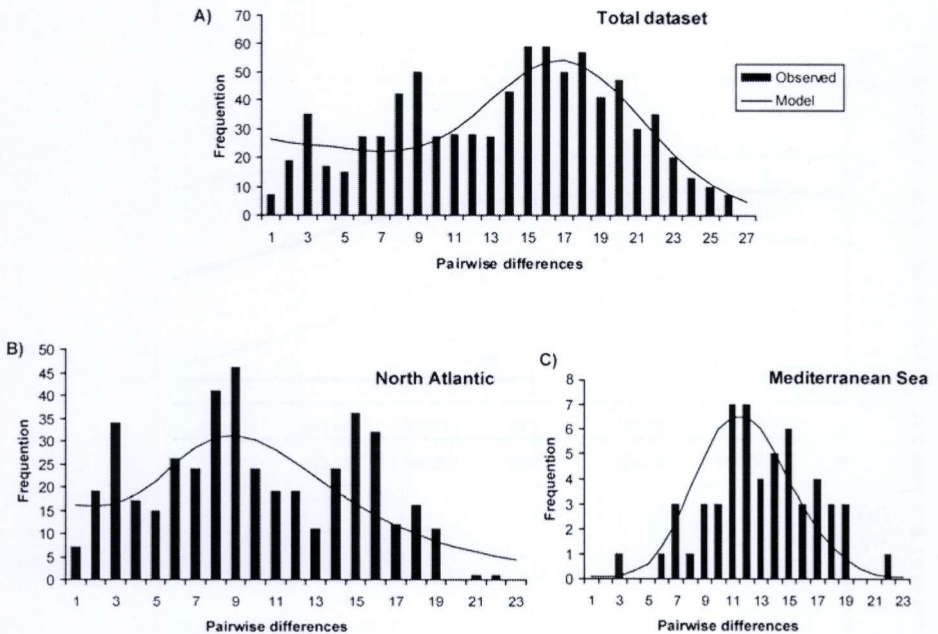 A)
Total dataset
70
60
50
40
30
20
10
0
Frequention
1 3 5 7 9 11 13 15 17 19 21 23 25 27
Pairwise differences
Observed
Model
B)
North Atlantic
50
45
40
35
30
25
20
15
10
5
0
Frequention
1 3 5 7 9 11 13 15 17 19 21 23
Pairwise differences
C)
Mediterranean Sea
8
7
6
5
4
3
2
1
0
Frequention
1 3 5 7 9 11 13 15 17 19 21 23
Pairwise differences